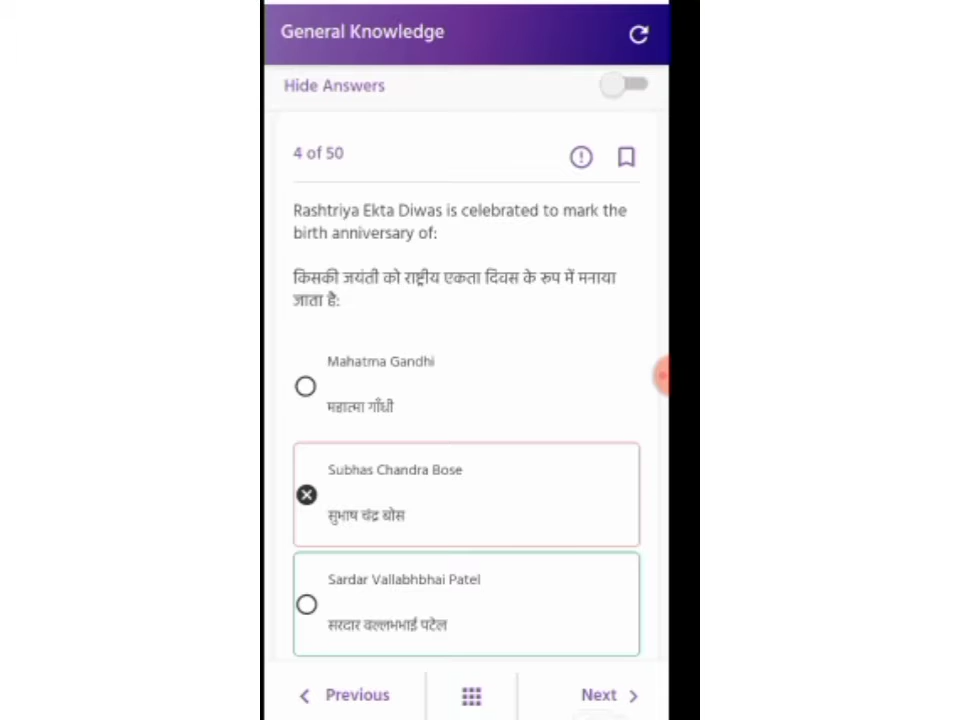 General Knowledge
Hide Answers
4 of 50
Rashtriya Ekta Diwas is celebrated to mark the
birth anniversary of:
किसकी जयंती को राष्ट्रीय एकता दिवस के रूप में मनाया
जाता है:
Mahatma Gandhi
महात्मा गाँधी
Subhas Chandra Bose
सुभाष चंद्र बोस
Sardar Vallabhbhai Patel
सरदार वल्लभभाई पटेल
Previous
Next